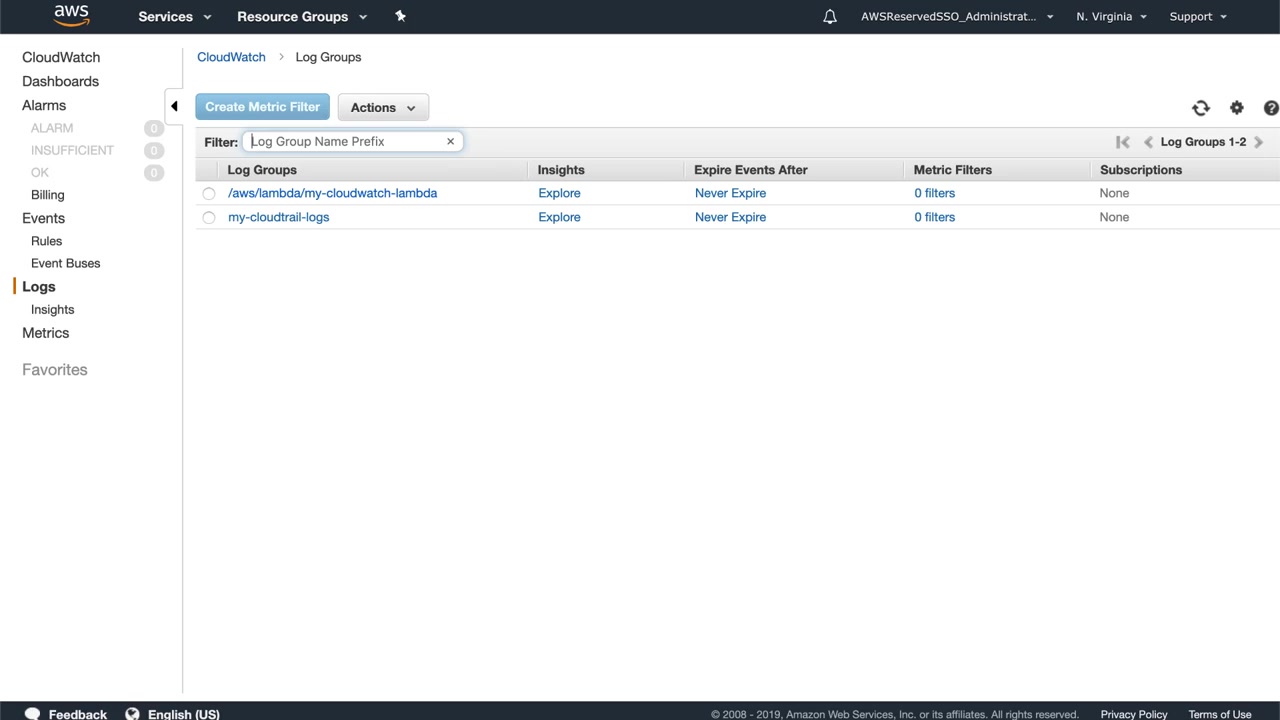 aws Services Resource Groups AWSReservedSSO_Administrat... N. Virginia Support
CloudWatch
Dashboards
Alarms
ALARM 0
INSUFFICIENT 0
OK 0
Billing
Events
Rules
Event Buses
Logs
Insights
Metrics
Favorites
CloudWatch > Log Groups
Create Metric Filter Actions
Filter: Log Group Name Prefix × Log Groups 1-2
Log Groups Insights Expire Events After Metric Filters Subscriptions
/aws/lambda/my-cloudwatch-lambda Explore Never Expire 0 filters None
my-cloudtrail-logs Explore Never Expire 0 filters None
Feedback English (US) © 2008 - 2019, Amazon Web Services, Inc. or its affiliates. All rights reserved. Privacy Policy Terms of Use